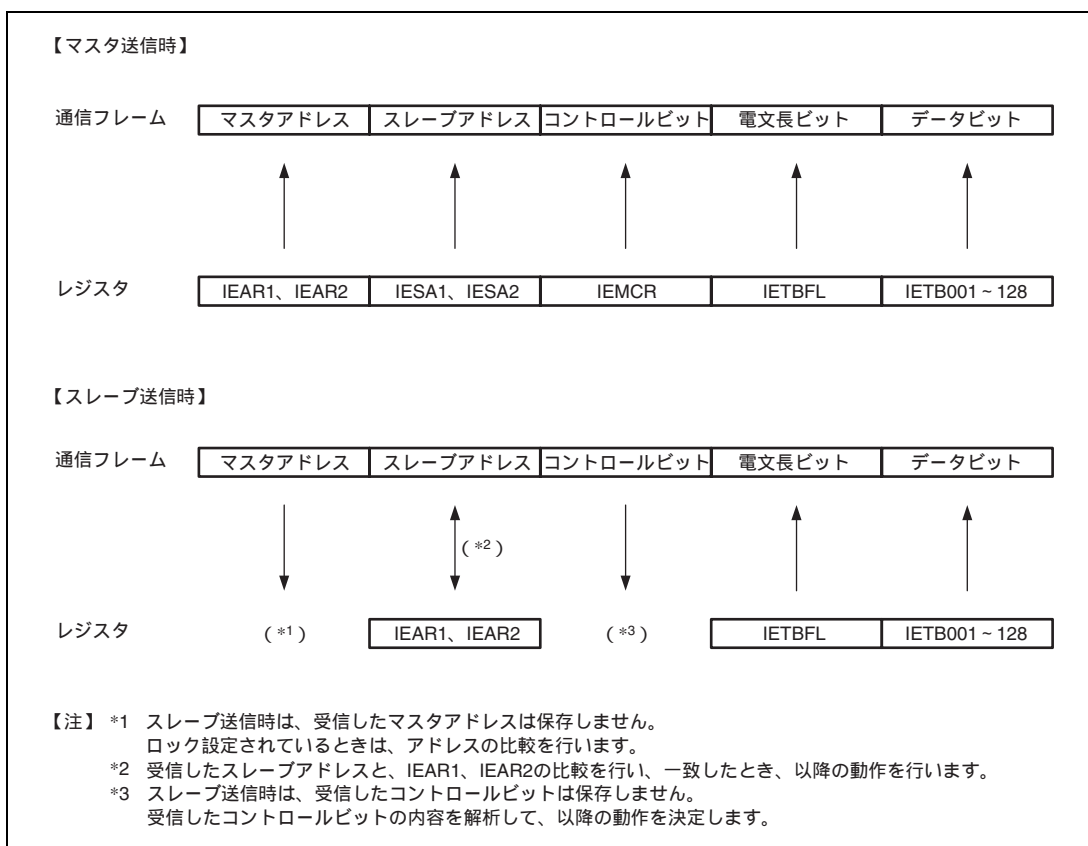 【マスタ送信時】
通信フレーム マスタアドレス スレーブアドレス コントロールビット 電文長ビット データビット
レジスタ IEAR1、IEAR2 IESA1、IESA2 IEMCR IETBFL IETB001～128
【スレーブ送信時】
通信フレーム マスタアドレス スレーブアドレス コントロールビット 電文長ビット データビット
(*2)
レジスタ (*1) IEAR1、IEAR2 (*3) IETBFL IETB001～128
【注】 *1 スレーブ送信時は、受信したマスタアドレスは保存しません。
ロック設定されているときは、アドレスの比較を行います。
*2 受信したスレーブアドレスと、IEAR1、IEAR2の比較を行い、一致したとき、以降の動作を行います。
*3 スレーブ送信時は、受信したコントロールビットは保存しません。
受信したコントロールビットの内容を解析して、以降の動作を決定します。